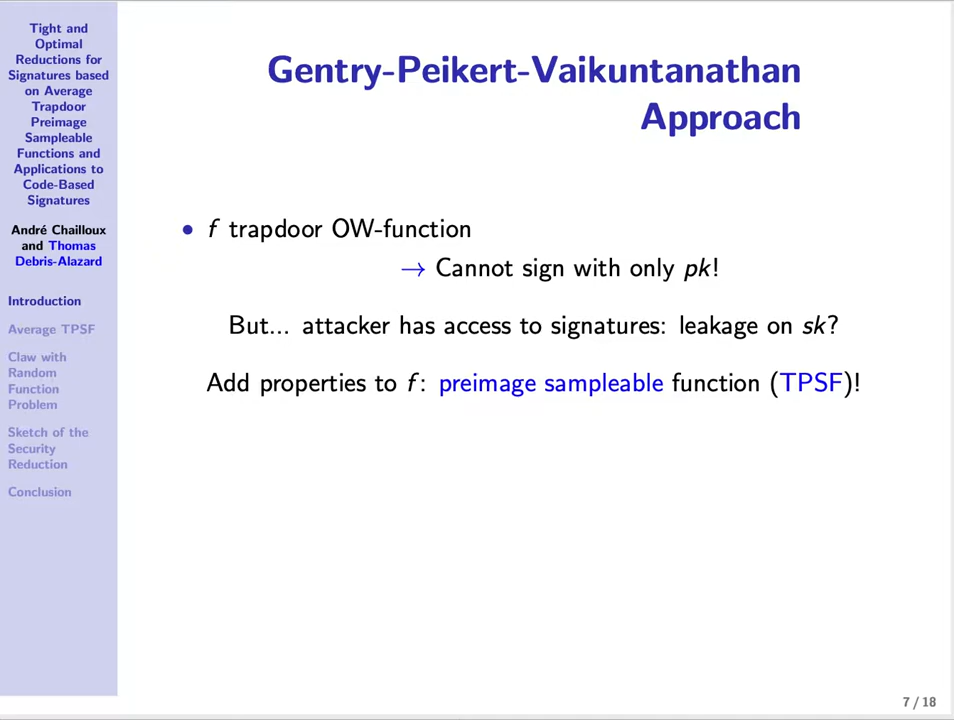 Tight and
Optimal
Reductions for
Signatures based
on Average
Trapdoor
Preimage
Sampleable
Functions and
Applications to
Code-Based
Signatures
André Chailloux
and Thomas
Debris-Alazard
Introduction
Average TPSF
Claw with
Random
Function
Problem
Sketch of the
Security
Reduction
Conclusion
Gentry-Peikert-Vaikuntanathan
Approach
• f trapdoor OW-function
→ Cannot sign with only pk!
But... attacker has access to signatures: leakage on sk?
Add properties to f: preimage sampleable function (TPSF)!
7 / 18